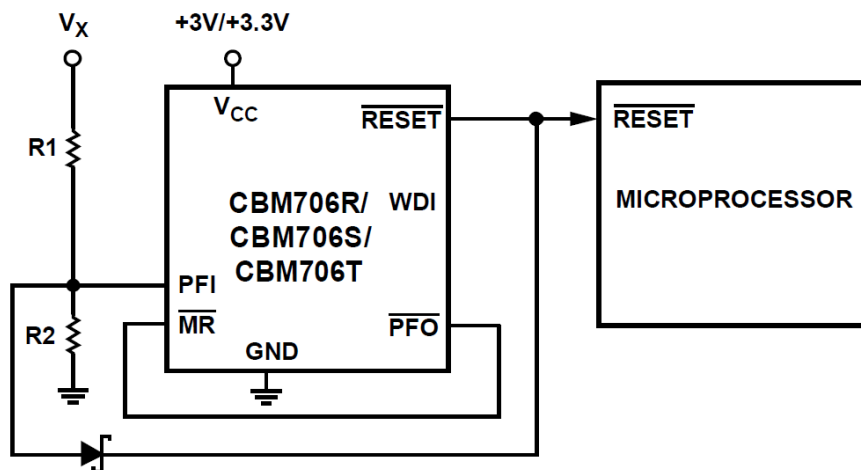 VX
+3V/+3.3V
VCC
RESET
RESET
R1
CBM706R/
CBM706S/
CBM706T
WDI
MICROPROCESSOR
PFI
MR
PFO
R2
GND